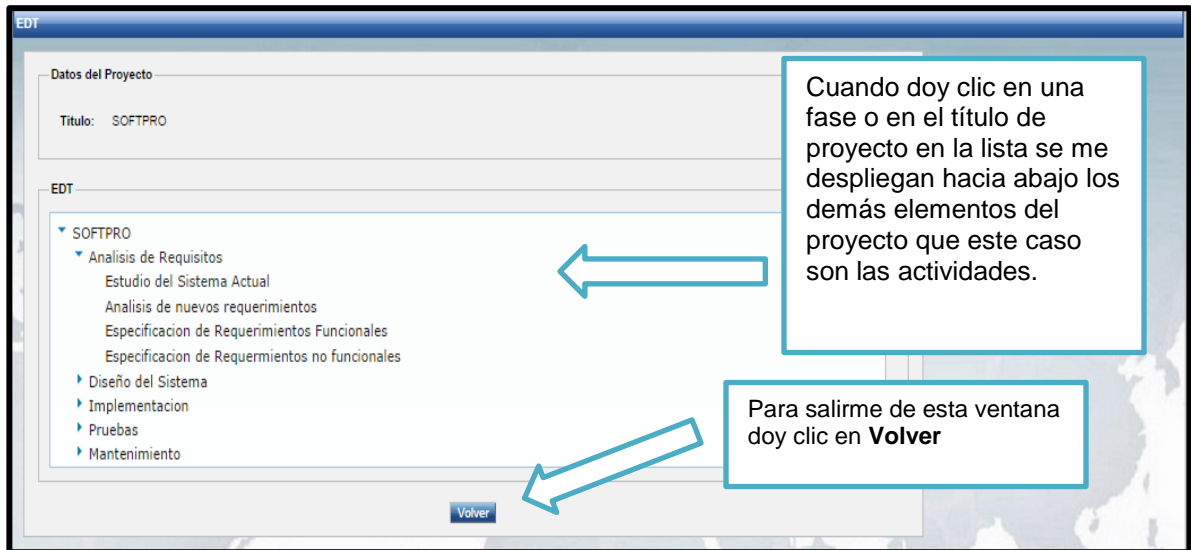 EDT
Datos del Proyecto
Titulo: SOFTPRO
EDT
SOFTPRO
Analisis de Requisitos
Estudio del Sistema Actual
Analisis de nuevos requerimientos
Especificacion de Requerimientos Funcionales
Especificacion de Requermientos no funcionales
Diseño del Sistema
Implementacion
Pruebas
Mantenimiento
Volver
Cuando doy clic en una
fase o en el título de
proyecto en la lista se me
despliegan hacia abajo los
demás elementos del
proyecto que este caso
son las actividades.
Para salirme de esta ventana
doy clic en Volver